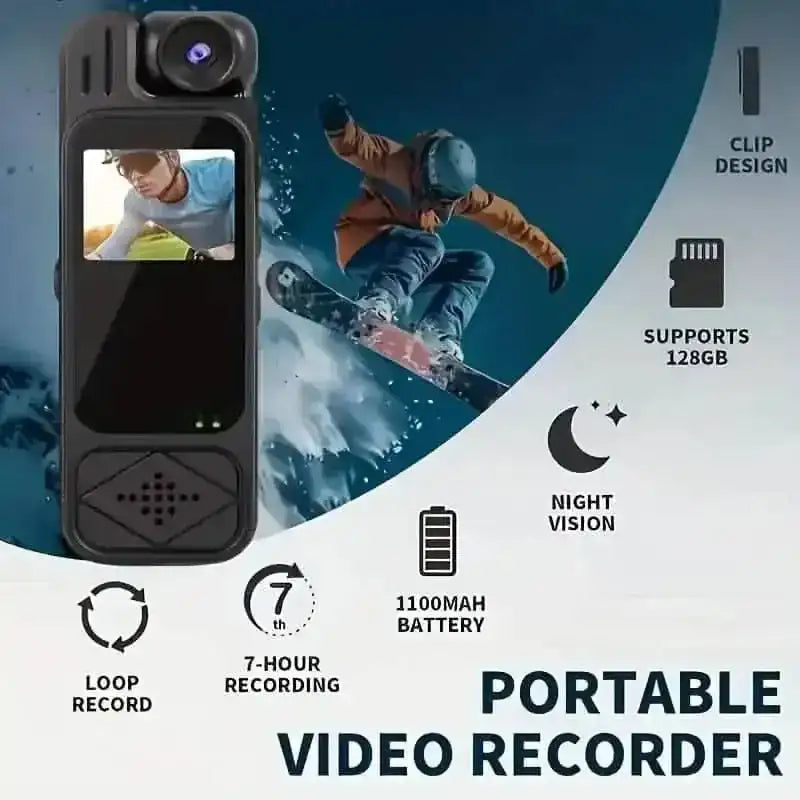 CLIP
DESIGN
SUPPORTS
128GB
NIGHT
VISION
1100MAH
BATTERY
7
th
7-HOUR
RECORDING
LOOP
RECORD
PORTABLE
VIDEO RECORDER